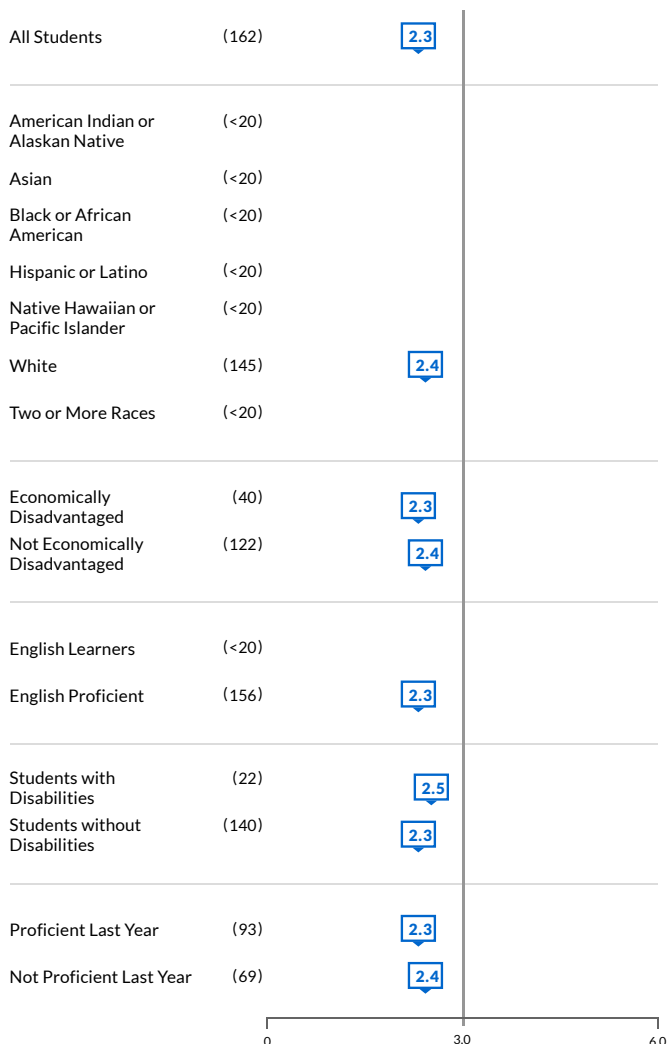 All Students (162) 2.3
American Indian or (<20)
Alaskan Native
Asian (<20)
Black or African (<20)
American
Hispanic or Latino (<20)
Native Hawaiian or (<20)
Pacific Islander
White (145) 2.4
Two or More Races (<20)
Economically (40) 2.3
Disadvantaged
Not Economically (122) 2.4
Disadvantaged
English Learners (<20)
English Proficient (156) 2.3
Students with (22) 2.5
Disabilities
Students without (140) 2.3
Disabilities
Proficient Last Year (93) 2.3
Not Proficient Last Year (69) 2.4
0 3.0 6.0